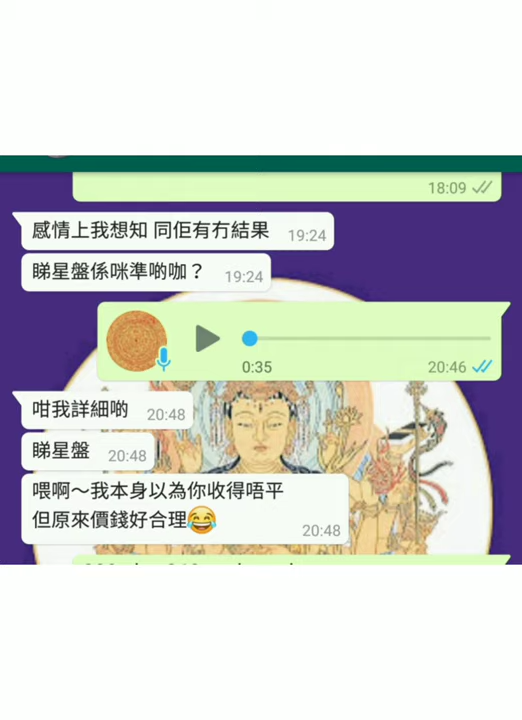 18:09
感情上我想知 同佢有冇結果 19:24
睇星盤係咪準啲㗎？ 19:24
0:35 20:46
咁我詳細啲 20:48
睇星盤 20:48
喂啊～我本身以為你收得唔平
但原來價錢好合理😂 20:48